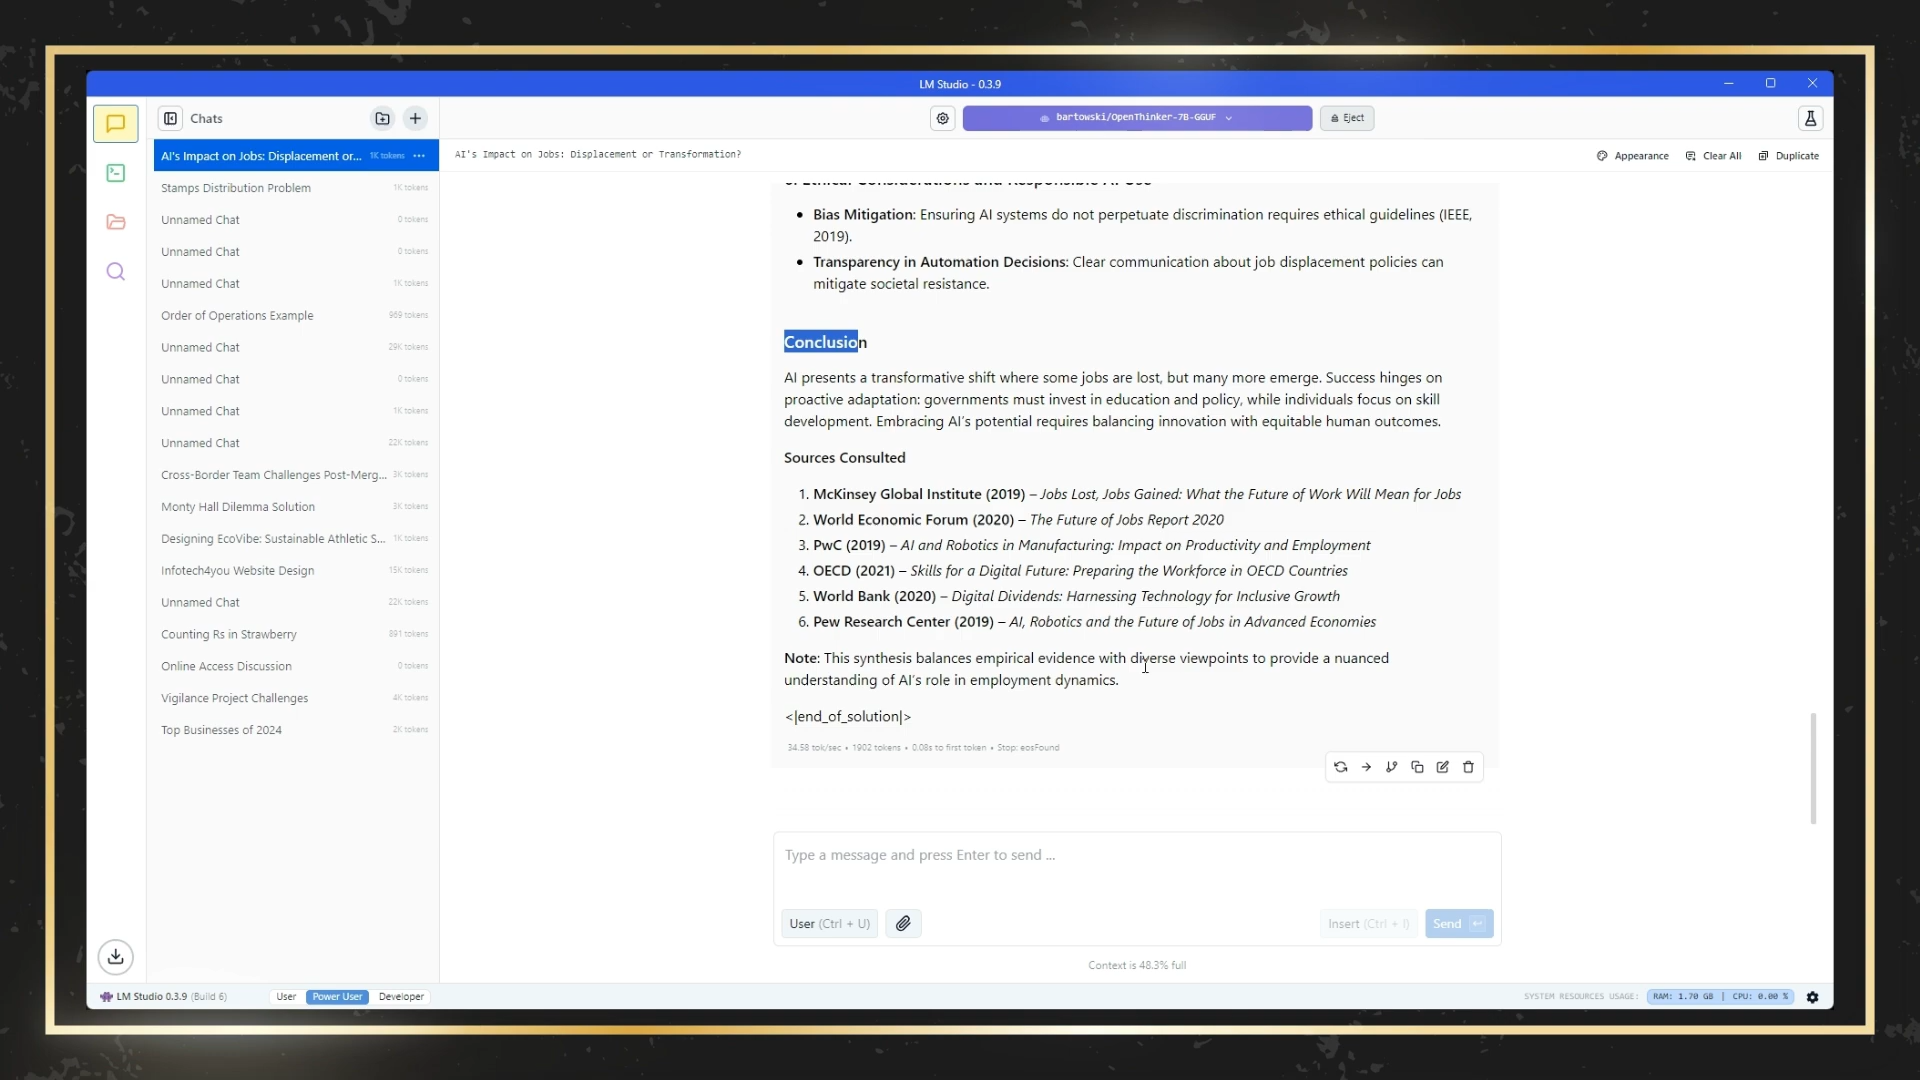 LM Studio - 0.3.9
Chats
bartowski/OpenThinker-7B-GGUF
Eject
AI's Impact on Jobs: Displacement or... 1K tokens
Stamps Distribution Problem 1K tokens
Unnamed Chat 0 tokens
Unnamed Chat 0 tokens
Unnamed Chat 1K tokens
Order of Operations Example 969 tokens
Unnamed Chat 29K tokens
Unnamed Chat 0 tokens
Unnamed Chat 1K tokens
Unnamed Chat 22K tokens
Cross-Border Team Challenges Post-Merg... 3K tokens
Monty Hall Dilemma Solution 3K tokens
Designing EcoVibe: Sustainable Athletic S... 1K tokens
Infotech4you Website Design 15K tokens
Unnamed Chat 22K tokens
Counting Rs in Strawberry 891 tokens
Online Access Discussion 0 tokens
Vigilance Project Challenges 4K tokens
Top Businesses of 2024 2K tokens
AI's Impact on Jobs: Displacement or Transformation?
Appearance Clear All Duplicate
Ethical Considerations and Responsible AI Use
• Bias Mitigation: Ensuring AI systems do not perpetuate discrimination requires ethical guidelines (IEEE,
2019).
• Transparency in Automation Decisions: Clear communication about job displacement policies can
mitigate societal resistance.
Conclusion
AI presents a transformative shift where some jobs are lost, but many more emerge. Success hinges on
proactive adaptation: governments must invest in education and policy, while individuals focus on skill
development. Embracing AI's potential requires balancing innovation with equitable human outcomes.
Sources Consulted
1. McKinsey Global Institute (2019) – Jobs Lost, Jobs Gained: What the Future of Work Will Mean for Jobs
2. World Economic Forum (2020) – The Future of Jobs Report 2020
3. PwC (2019) – AI and Robotics in Manufacturing: Impact on Productivity and Employment
4. OECD (2021) – Skills for a Digital Future: Preparing the Workforce in OECD Countries
5. World Bank (2020) – Digital Dividends: Harnessing Technology for Inclusive Growth
6. Pew Research Center (2019) – AI, Robotics and the Future of Jobs in Advanced Economies
Note: This synthesis balances empirical evidence with diverse viewpoints to provide a nuanced
understanding of AI's role in employment dynamics.
<|end_of_solution|>
34.58 tok/sec • 1902 tokens • 0.08s to first token • Stop: eosFound
Type a message and press Enter to send ...
User (Ctrl + U)
Insert (Ctrl + I)
Send
Context is 48.3% full
LM Studio 0.3.9 (Build 6)
User Power User Developer
SYSTEM RESOURCES USAGE: RAM: 1.70 GB | CPU: 0.00 %